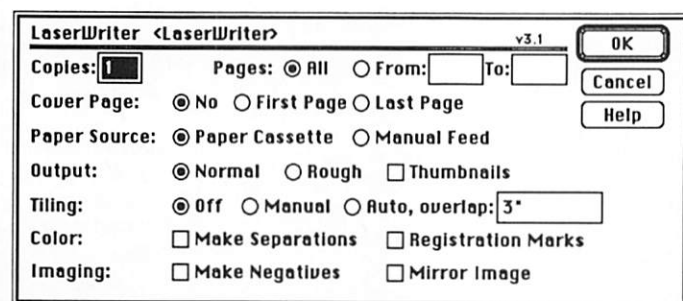 LaserWriter <LaserWriter> v3.1 OK
Copies: 1 Pages: All From: To:
Cancel
Cover Page: No First Page Last Page
Help
Paper Source: Paper Cassette Manual Feed
Output: Normal Rough Thumbnails
Tiling: Off Manual Auto, overlap: 3"
Color: Make Separations Registration Marks
Imaging: Make Negatives Mirror Image